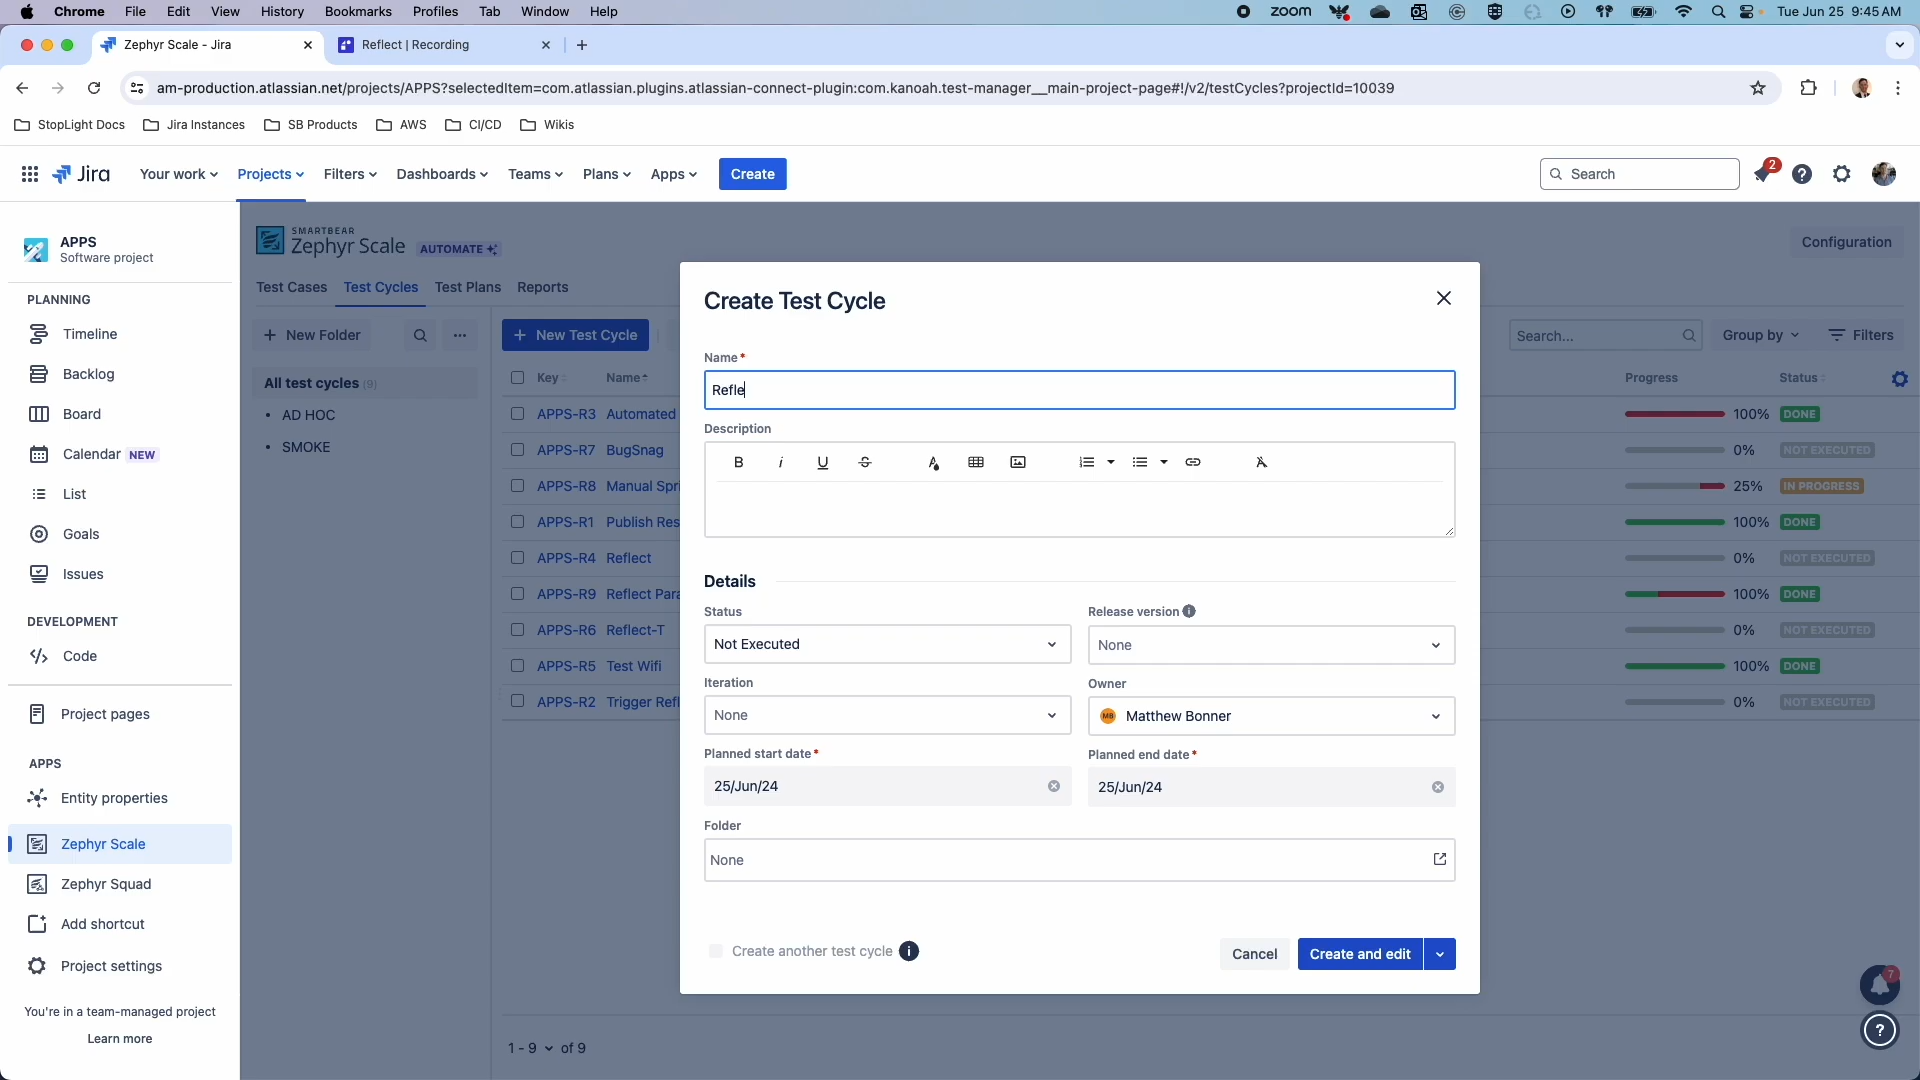 Chrome File Edit View History Bookmarks Profiles Tab Window Help zoom Tue Jun 25 9:45 AM
Zephyr Scale - Jira Reflect | Recording
am-production.atlassian.net/projects/APPS?selectedItem=com.atlassian.plugins.atlassian-connect-plugin:com.kanoah.test-manager__main-project-page#!/v2/testCycles?projectId=10039
StopLight Docs Jira Instances SB Products AWS CI/CD Wikis
Jira Your work Projects Filters Dashboards Teams Plans Apps Create Search 2
APPS
Software project
PLANNING
Timeline
Backlog
Board
Calendar NEW
List
Goals
Issues
DEVELOPMENT
Code
Project pages
APPS
Entity properties
Zephyr Scale
Zephyr Squad
Add shortcut
Project settings
You're in a team-managed project
Learn more
SMARTBEAR
Zephyr Scale AUTOMATE
Configuration
Test Cases Test Cycles Test Plans Reports
+ New Folder
All test cycles (9)
AD HOC
SMOKE
+ New Test Cycle Search... Group by Filters
Key Name Progress Status
APPS-R3 Automated 100% DONE
APPS-R7 BugSnag 0% NOT EXECUTED
APPS-R8 Manual Spri 25% IN PROGRESS
APPS-R1 Publish Res 100% DONE
APPS-R4 Reflect 0% NOT EXECUTED
APPS-R9 Reflect Para 100% DONE
APPS-R6 Reflect-T 0% NOT EXECUTED
APPS-R5 Test Wifi 100% DONE
APPS-R2 Trigger Refl 0% NOT EXECUTED
1 - 9 of 9
Create Test Cycle
Name*
Refle
Description
B i U S
Details
Status
Not Executed
Release version
None
Iteration
None
Owner
MB Matthew Bonner
Planned start date*
25/Jun/24
Planned end date*
25/Jun/24
Folder
None
Create another test cycle i
Cancel Create and edit
7
?